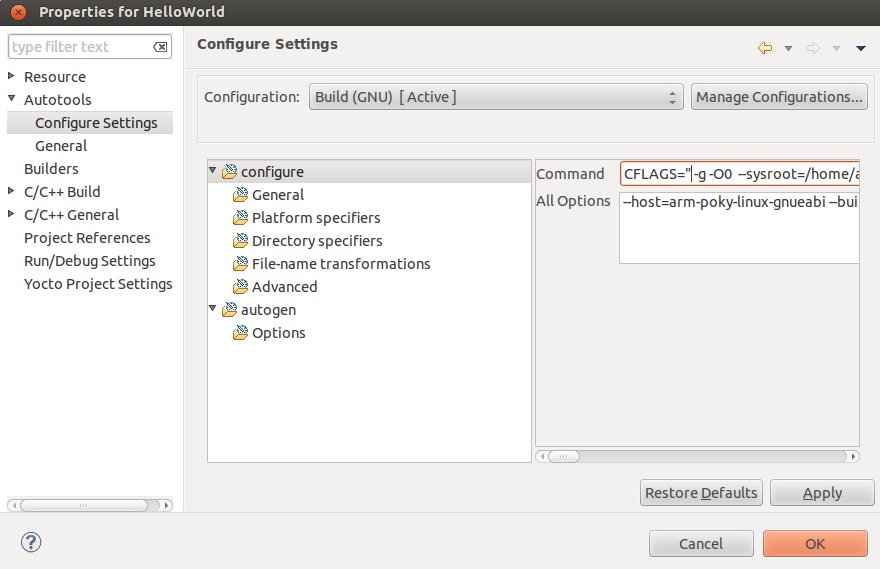 Properties for HelloWorld
type filter text
Resource
Autotools
Configure Settings
General
Builders
C/C++ Build
C/C++ General
Project References
Run/Debug Settings
Yocto Project Settings
Configure Settings
Configuration: Build (GNU) [ Active ] Manage Configurations...
configure
General
Platform specifiers
Directory specifiers
File-name transformations
Advanced
autogen
Options
Command CFLAGS="-g -O0 --sysroot=/home/a
All Options --host=arm-poky-linux-gnueabi --bui
Restore Defaults Apply
? Cancel OK